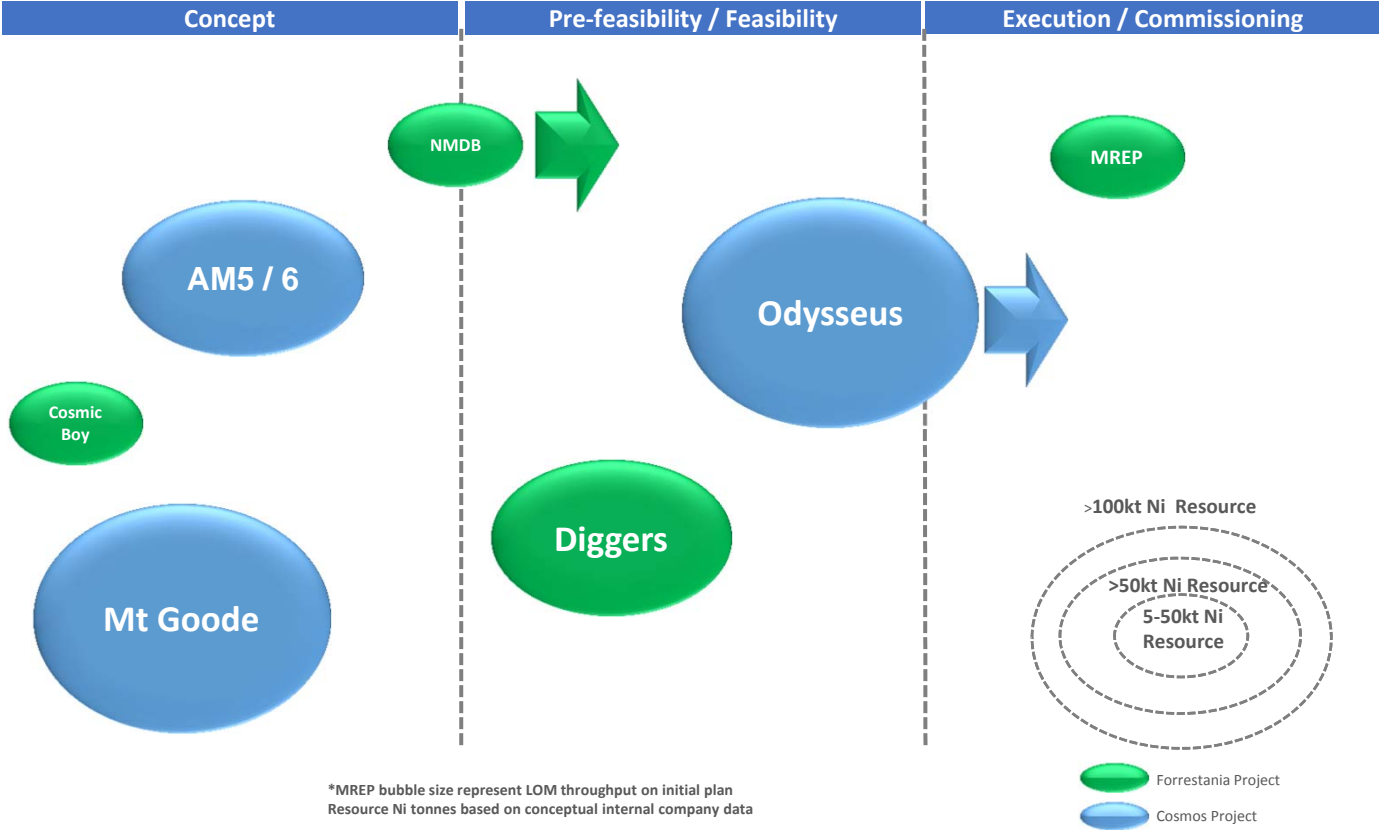 Concept
Pre-feasibility / Feasibility
Execution / Commissioning
NMDB
MREP
AM5 / 6
Odysseus
Cosmic
Boy
Diggers
Mt Goode
>100kt Ni Resource
>50kt Ni Resource
5-50kt Ni
Resource
*MREP bubble size represent LOM throughput on initial plan
Resource Ni tonnes based on conceptual internal company data
Forrestania Project
Cosmos Project